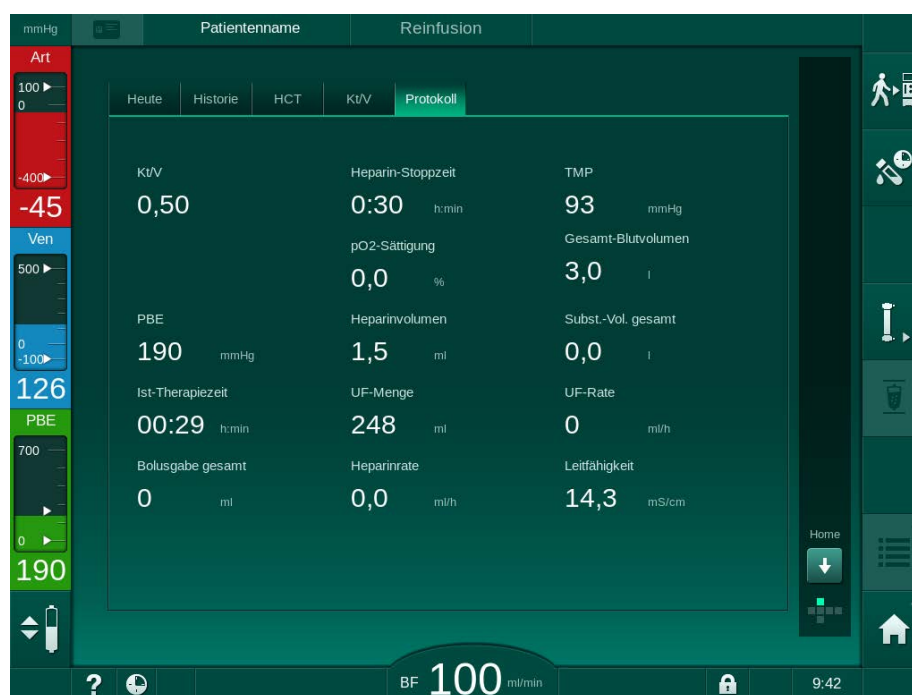 mmHg
Patientenname
Reinfusion
Art
100
0
-400
-45
Ven
500
0
-100
126
PBE
700
0
190
Heute Historie HCT Kt/V Protokoll
Kt/V Heparin-Stoppzeit TMP
0,50 0:30 h:min 93 mmHg
pO2-Sättigung Gesamt-Blutvolumen
0,0 % 3,0 l
PBE Heparinvolumen Subst.-Vol. gesamt
190 mmHg 1,5 ml 0,0 l
Ist-Therapiezeit UF-Menge UF-Rate
00:29 h:min 248 ml 0 ml/h
Bolusgabe gesamt Heparinrate Leitfähigkeit
0 ml 0,0 ml/h 14,3 mS/cm
Home
? BF 100 ml/min 9:42